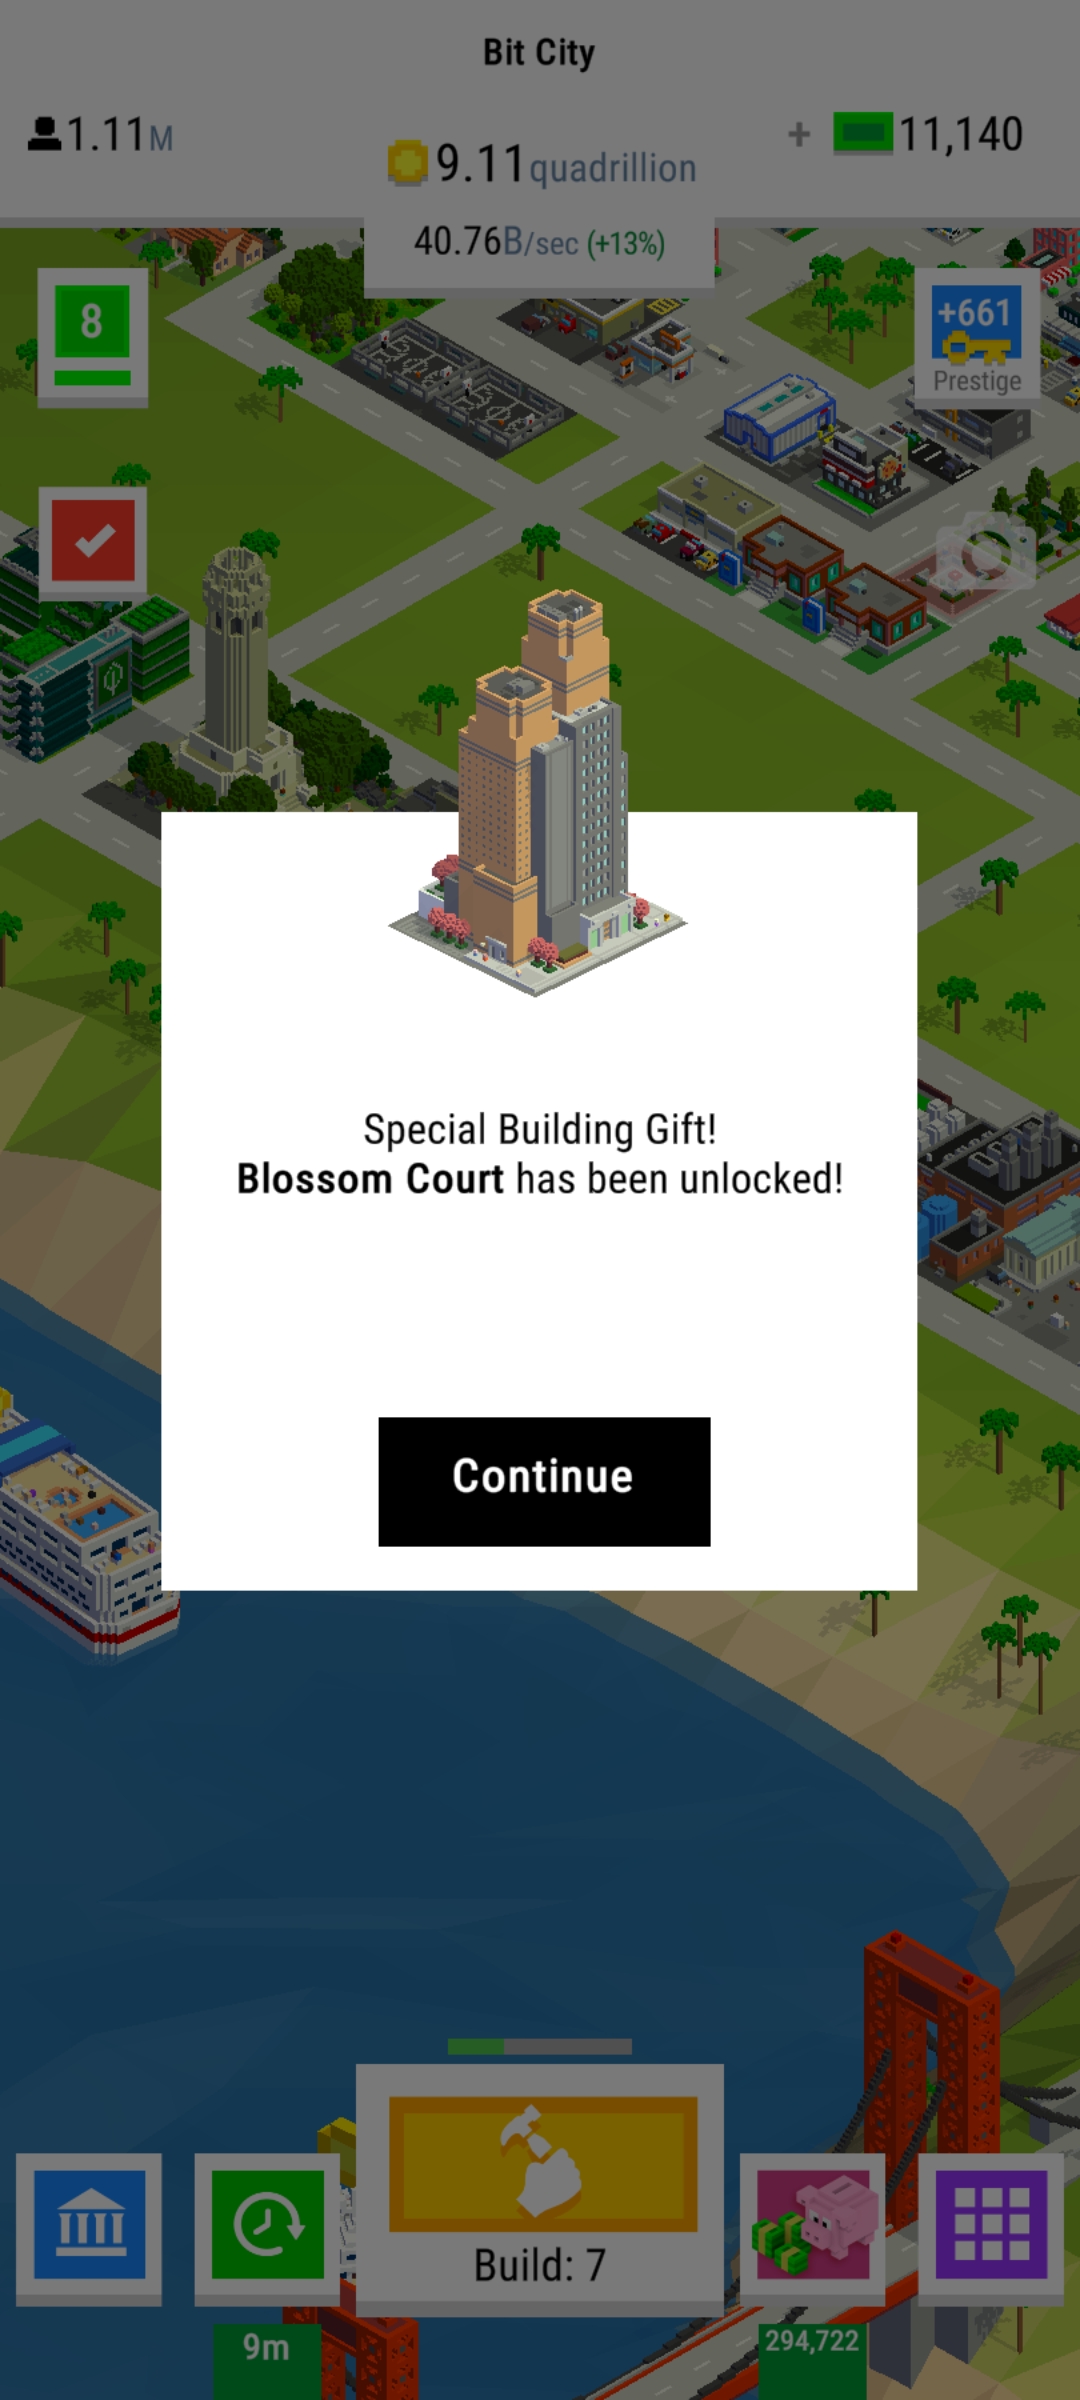 Bit City
1.11M
9.11quadrillion
+ 11,140
40.76B/sec (+13%)
8
+661
Prestige
Special Building Gift!
Blossom Court has been unlocked!
Continue
Build: 7
9m
294,722